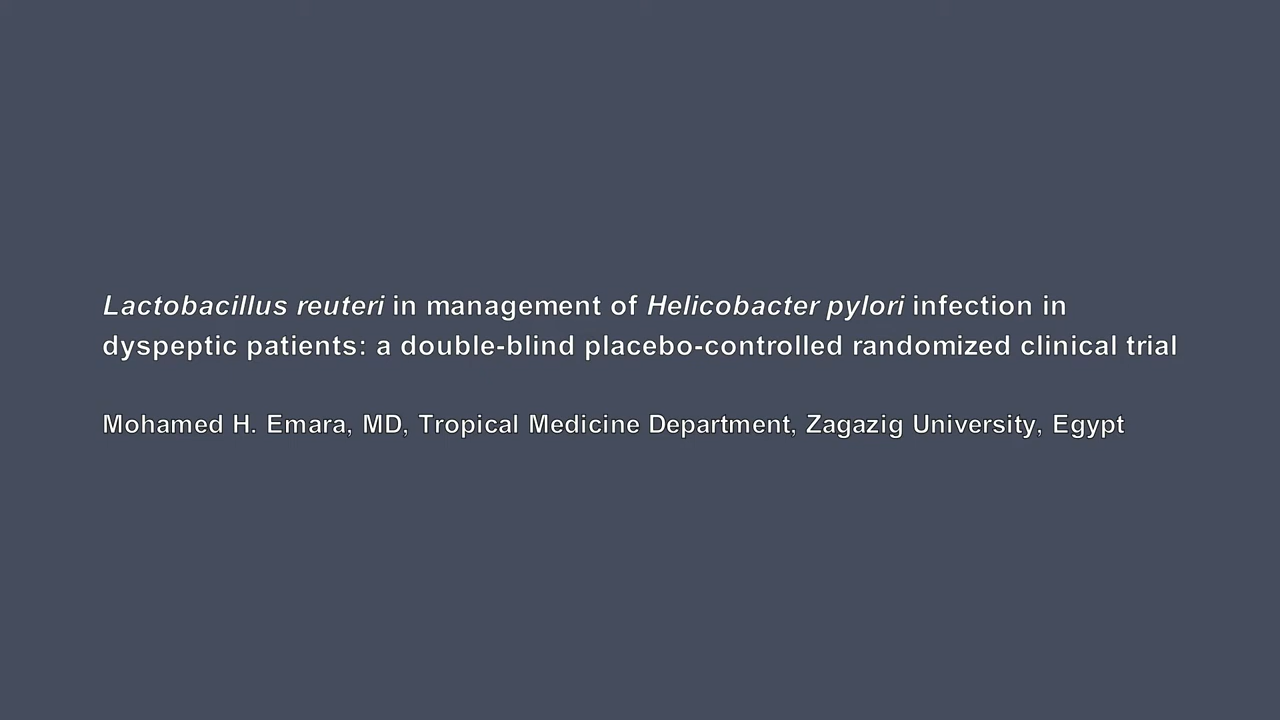 Lactobacillus reuteri in management of Helicobacter pylori infection in
dyspeptic patients: a double-blind placebo-controlled randomized clinical trial
Mohamed H. Emara, MD, Tropical Medicine Department, Zagazig University, Egypt